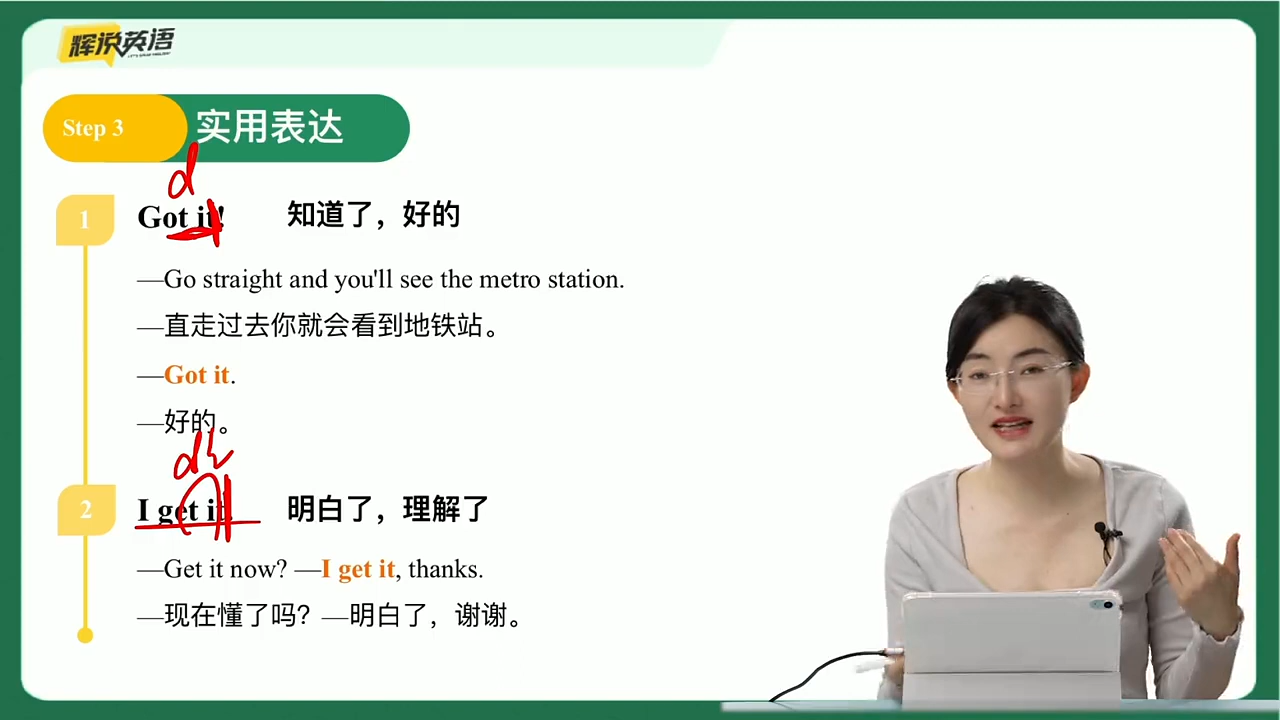 辉说英语
Step 3
实用表达
1
Got it! 知道了，好的
—Go straight and you'll see the metro station.
—直走过去你就会看到地铁站。
—Got it.
—好的。
2
I get it. 明白了，理解了
—Get it now? —I get it, thanks.
—现在懂了吗？—明白了，谢谢。
d